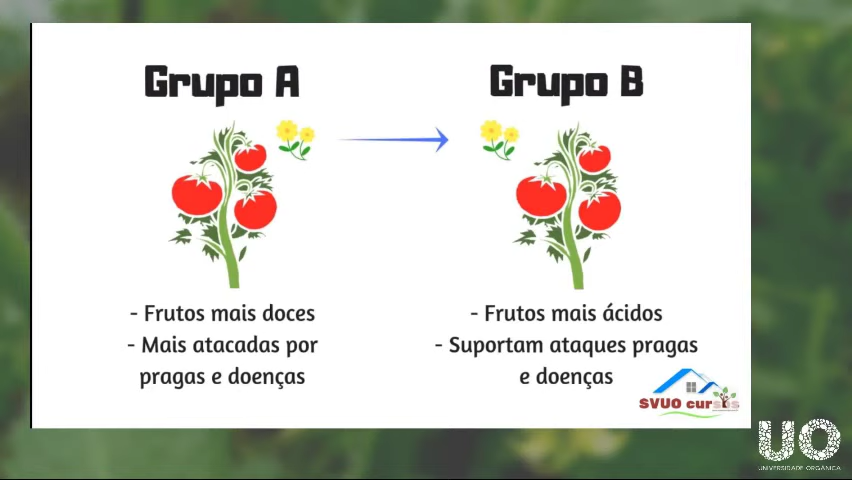 Grupo A
Grupo B
- Frutos mais doces
- Mais atacadas por
pragas e doenças
- Frutos mais ácidos
- Suportam ataques pragas
e doenças
SVUO cursos
UO
UNIVERSIDADE ORGÂNICA